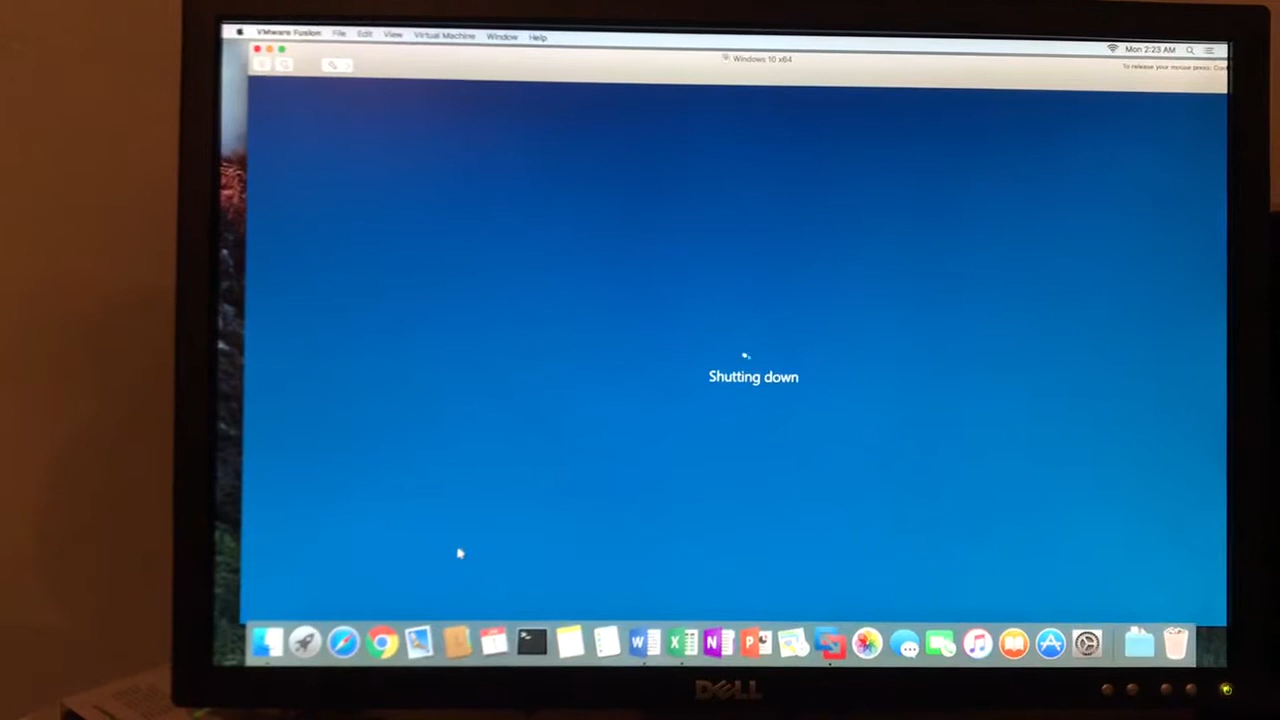 VMware Fusion File Edit View Virtual Machine Window Help
Mon 2:23 AM
Windows 10 x64
To release your mouse press:
Shutting down
W X N P
DELL